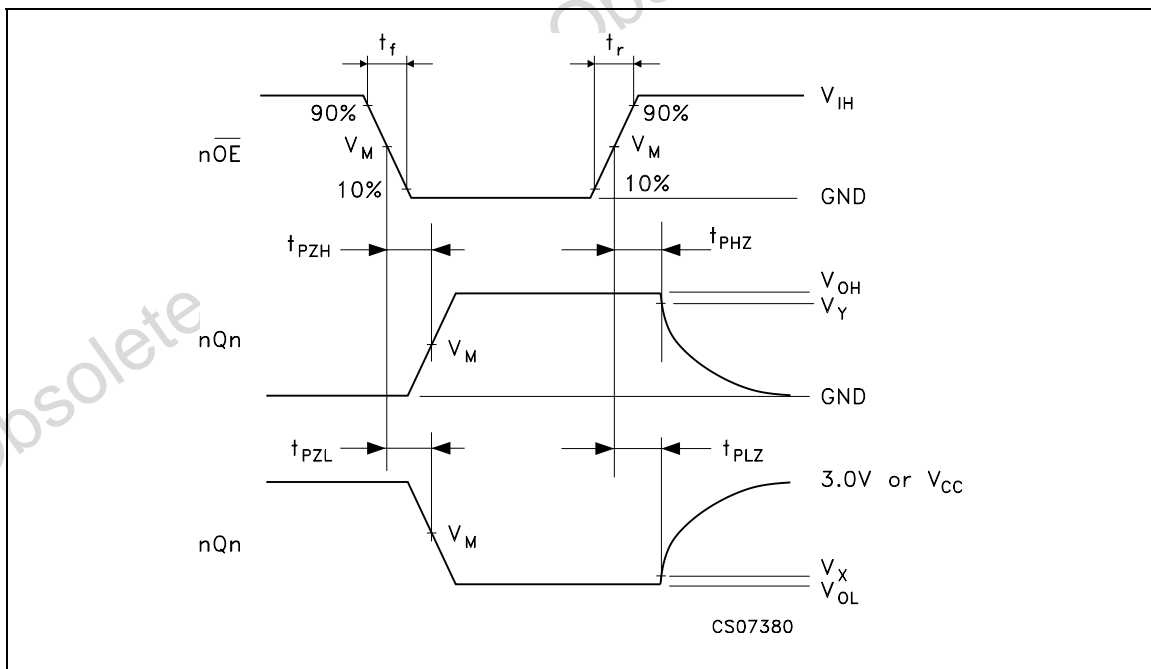 Obsolete
t_f
t_r
V_IH
90%
90%
nO̅E̅
V_M
V_M
10%
10%
GND
t_PZH
t_PHZ
V_OH
V_Y
nQn
V_M
GND
t_PZL
t_PLZ
3.0V or V_CC
nQn
V_M
V_X
V_OL
CS07380